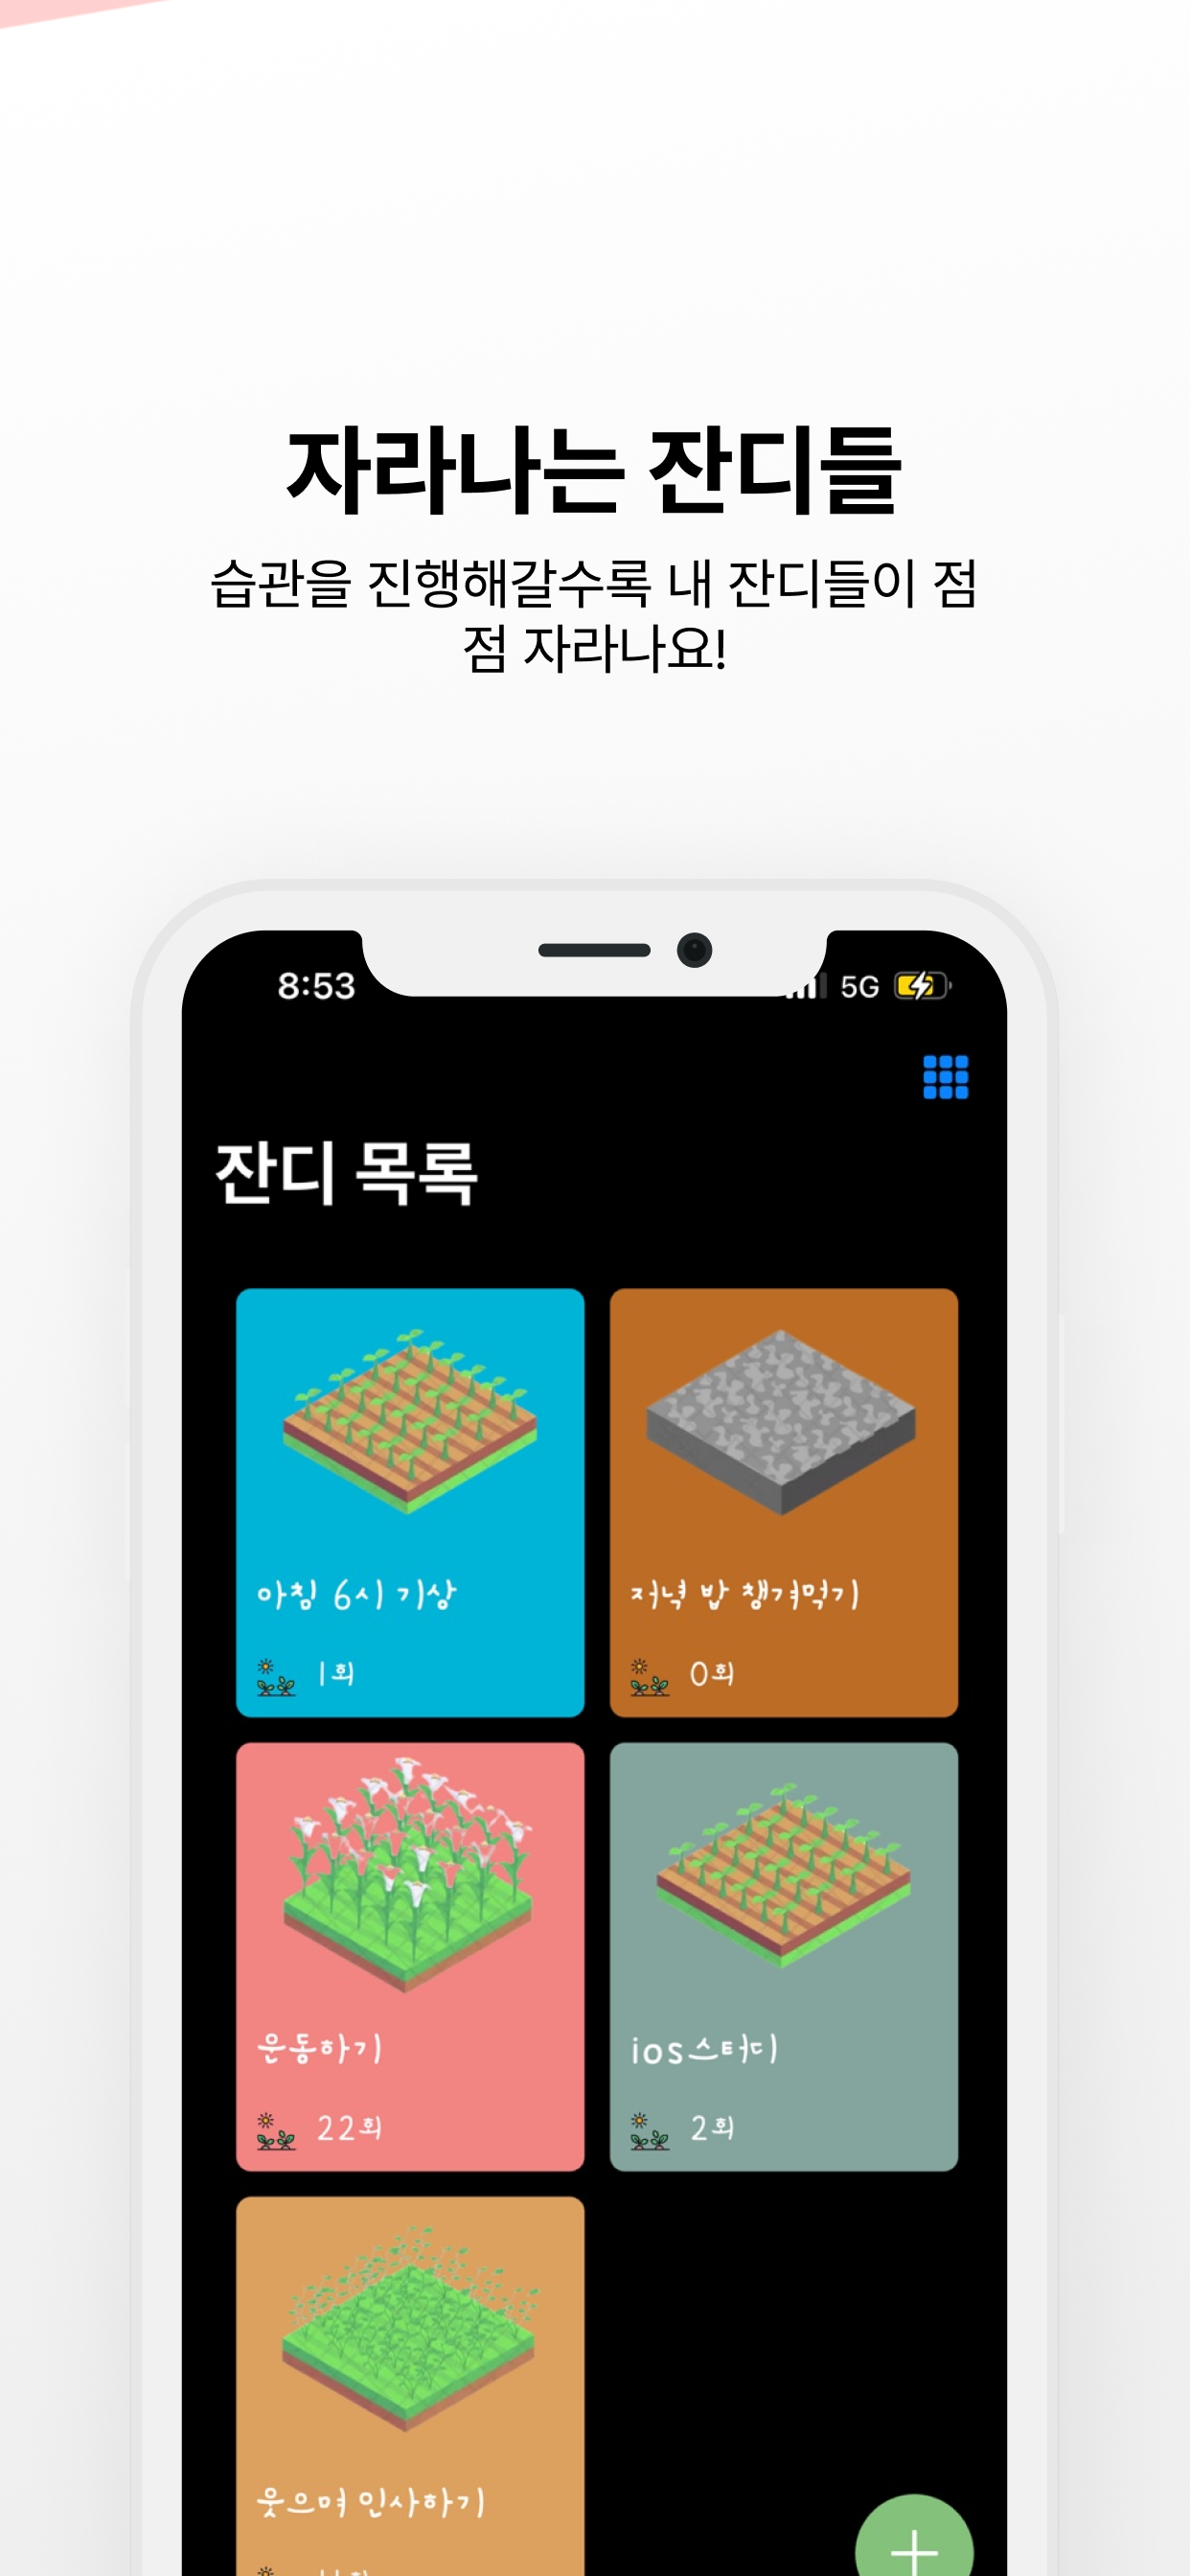 자라나는 잔디들
습관을 진행해갈수록 내 잔디들이 점
점 자라나요!
8:53 5G
잔디 목록
아침 6시 기상
저녁 밥 챙겨먹기
1회
0회
운동하기
ios스터디
22회
2회
웃으며 인사하기